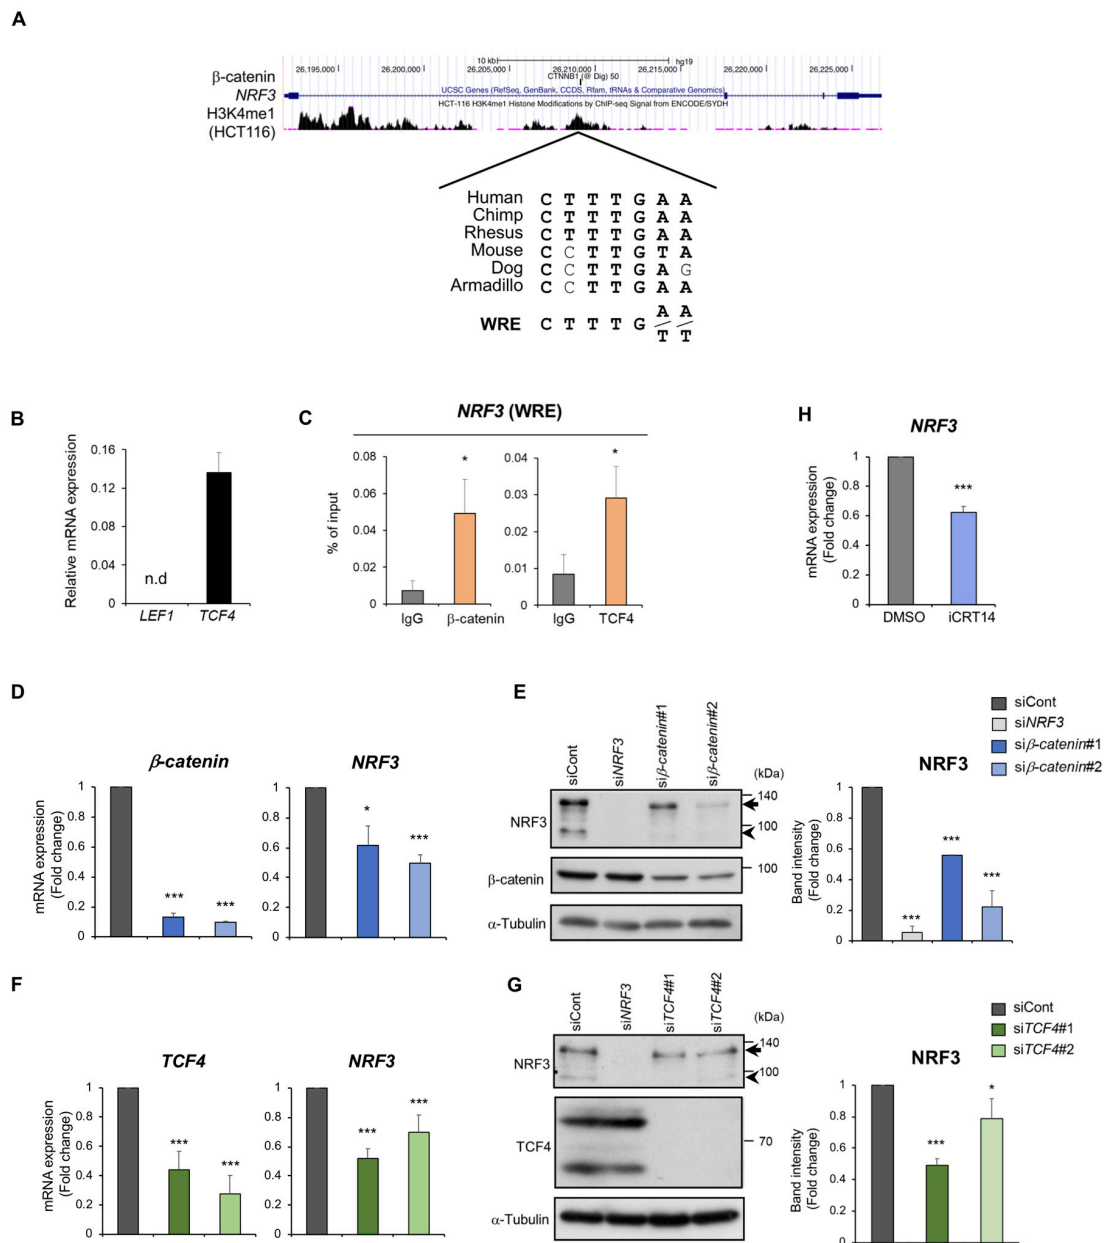 A
10 kb
hg19
26,195,000
26,200,000
26,205,000
26,210,000
26,215,000
26,220,000
26,225,000
β-catenin
CTNNB1 (@ Dig) 50
UCSC Genes (RefSeq, GenBank, CCDS, Rfam, tRNAs & Comparative Genomics)
NRF3
HCT-116 H3K4me1 Histone Modifications by ChIP-seq Signal from ENCODE/SYDH
H3K4me1
(HCT116)
Human C T T T G A A
Chimp C T T T G A A
Rhesus C T T T G A A
Mouse C C T T G T A
Dog C C T T G A G
Armadillo C C T T G A A
WRE C T T T G A/T A/T
B
Relative mRNA expression
0.16
0.12
0.08
0.04
0
n.d
LEF1
TCF4
C
NRF3 (WRE)
% of input
0.08
0.06
0.04
0.02
0
*
IgG
β-catenin
0.04
0.03
0.02
0.01
0
*
IgG
TCF4
H
NRF3
mRNA expression
(Fold change)
1
0.8
0.6
0.4
0.2
0
***
DMSO
iCRT14
D
β-catenin
mRNA expression
(Fold change)
1
0.8
0.6
0.4
0.2
0
***
***
NRF3
1
0.8
0.6
0.4
0.2
0
*
***
E
siCont
siNRF3
siβ-catenin#1
siβ-catenin#2
(kDa)
NRF3
140
100
β-catenin
100
α-Tubulin
siCont
siNRF3
siβ-catenin#1
siβ-catenin#2
NRF3
Band intensity
(Fold change)
1
0.8
0.6
0.4
0.2
0
***
***
***
F
TCF4
mRNA expression
(Fold change)
1
0.8
0.6
0.4
0.2
0
***
***
NRF3
1
0.8
0.6
0.4
0.2
0
***
***
G
siCont
siNRF3
siTCF4#1
siTCF4#2
(kDa)
NRF3
140
100
TCF4
70
α-Tubulin
siCont
siTCF4#1
siTCF4#2
NRF3
Band intensity
(Fold change)
1
0.8
0.6
0.4
0.2
0
***
*